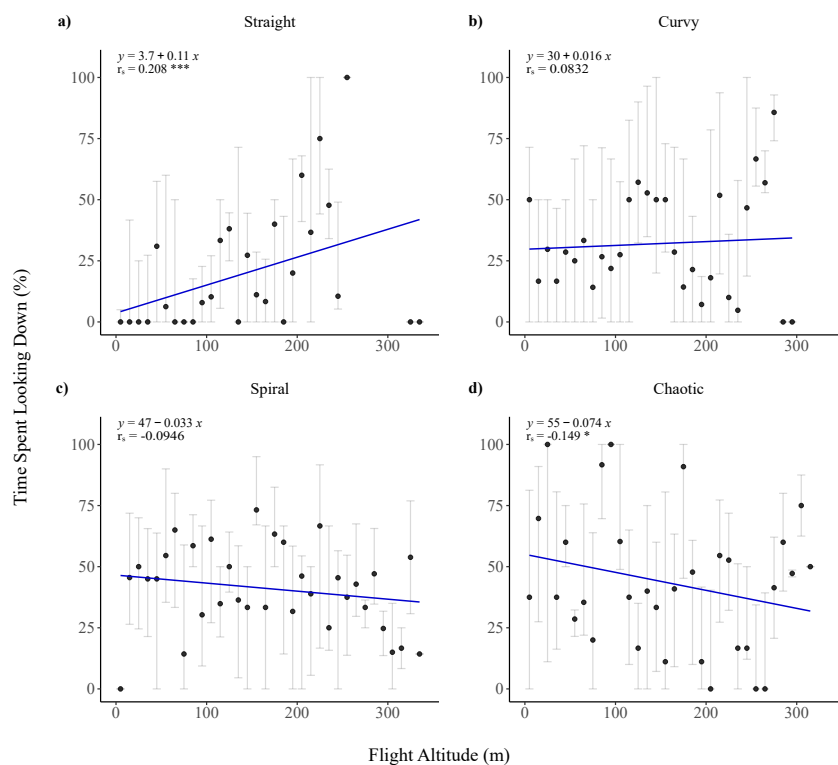 a) Straight
y = 3.7 + 0.11 x
rs = 0.208 ***
100
75
50
25
0
0 100 200 300
b) Curvy
y = 30 + 0.016 x
rs = 0.0832
100
75
50
25
0
0 100 200 300
Time Spent Looking Down (%)
c) Spiral
y = 47 − 0.033 x
rs = -0.0946
100
75
50
25
0
0 100 200 300
d) Chaotic
y = 55 − 0.074 x
rs = -0.149 *
100
75
50
25
0
0 100 200 300
Flight Altitude (m)